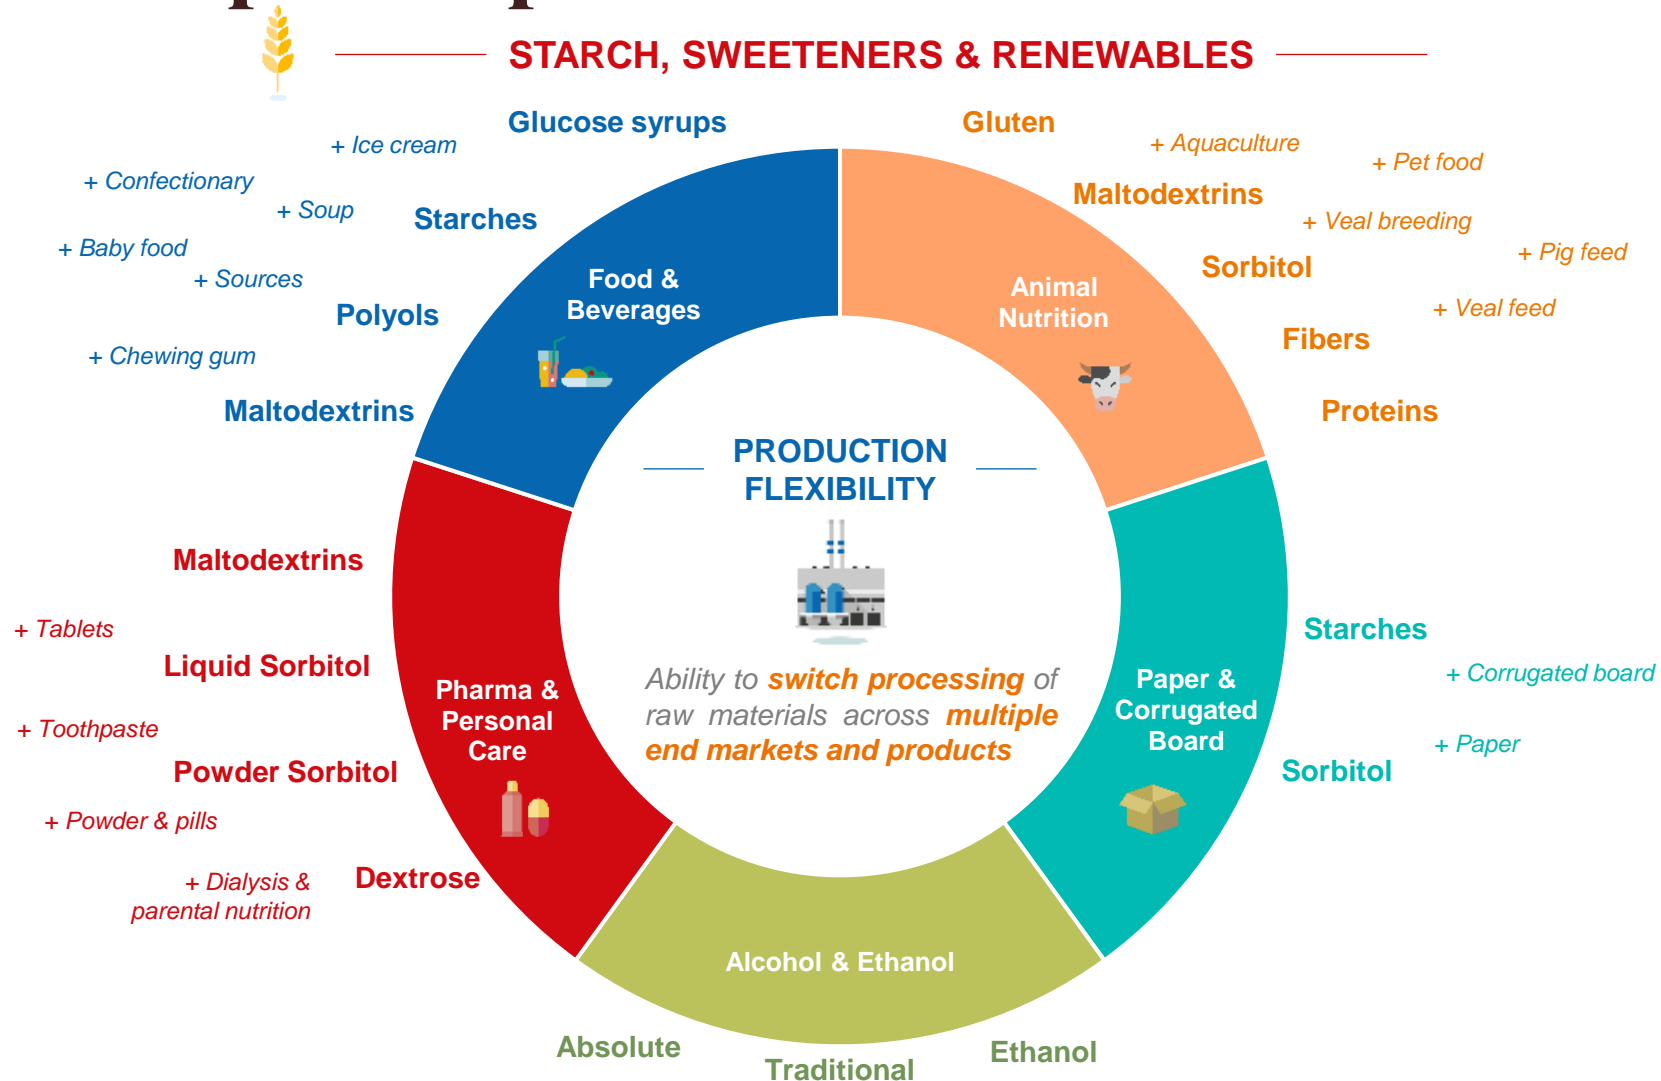 STARCH, SWEETENERS & RENEWABLES
Glucose syrups
+ Ice cream
+ Confectionary
+ Soup
Starches
+ Baby food
+ Sources
Polyols
+ Chewing gum
Maltodextrins
Food &
Beverages
Gluten
+ Aquaculture
+ Pet food
Maltodextrins
+ Veal breeding
+ Pig feed
Sorbitol
+ Veal feed
Fibers
Proteins
Animal
Nutrition
PRODUCTION
FLEXIBILITY
Ability to switch processing of
raw materials across multiple
end markets and products
Maltodextrins
+ Tablets
Liquid Sorbitol
+ Toothpaste
Powder Sorbitol
+ Powder & pills
+ Dialysis &
parental nutrition
Dextrose
Pharma &
Personal
Care
Paper &
Corrugated
Board
Starches
+ Corrugated board
+ Paper
Sorbitol
Alcohol & Ethanol
Absolute
Traditional
Ethanol